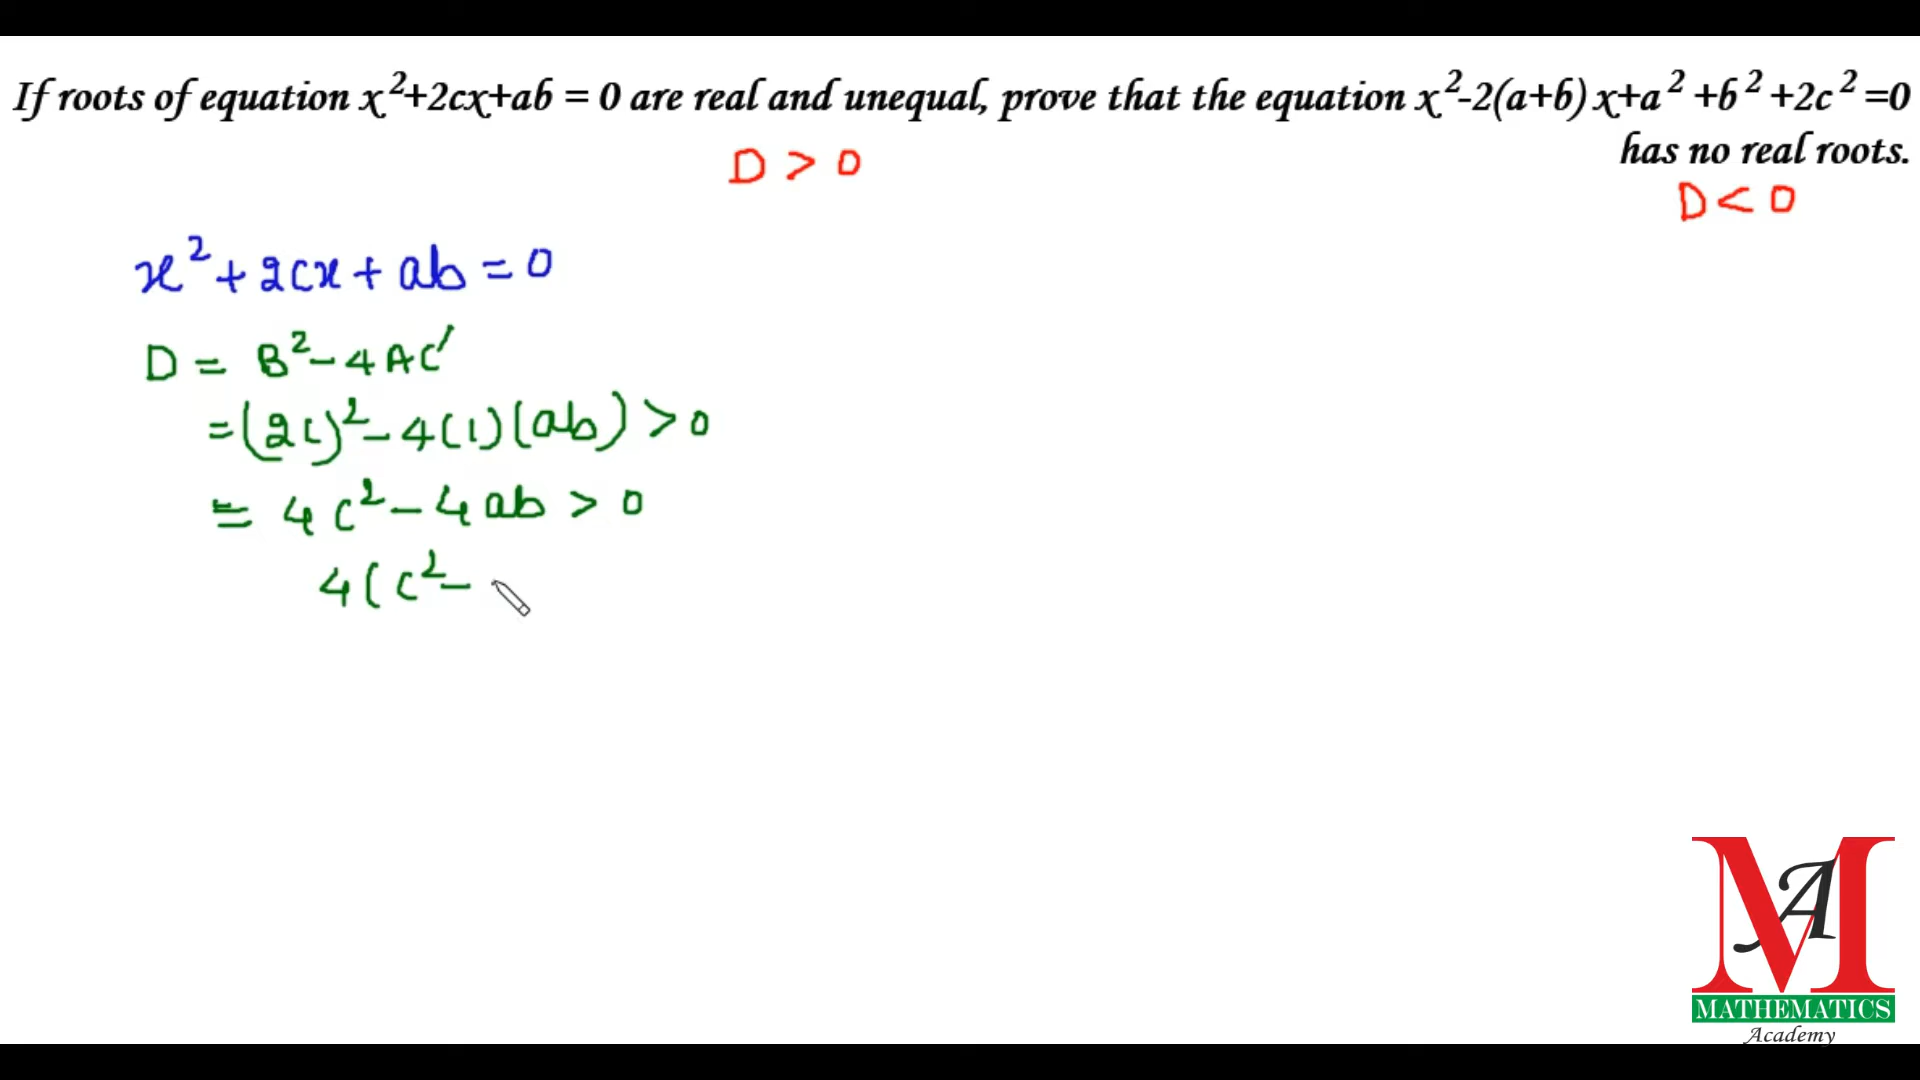 If roots of equation x²+2cx+ab = 0 are real and unequal, prove that the equation x²-2(a+b)x+a²+b²+2c²=0
has no real roots.
D > 0
D < 0
x² + 2cx + ab = 0
D = B² - 4AC'
= (2c)² - 4(1)(ab) > 0
= 4c² - 4ab > 0
4(c² -
MA
MATHEMATICS
Academy